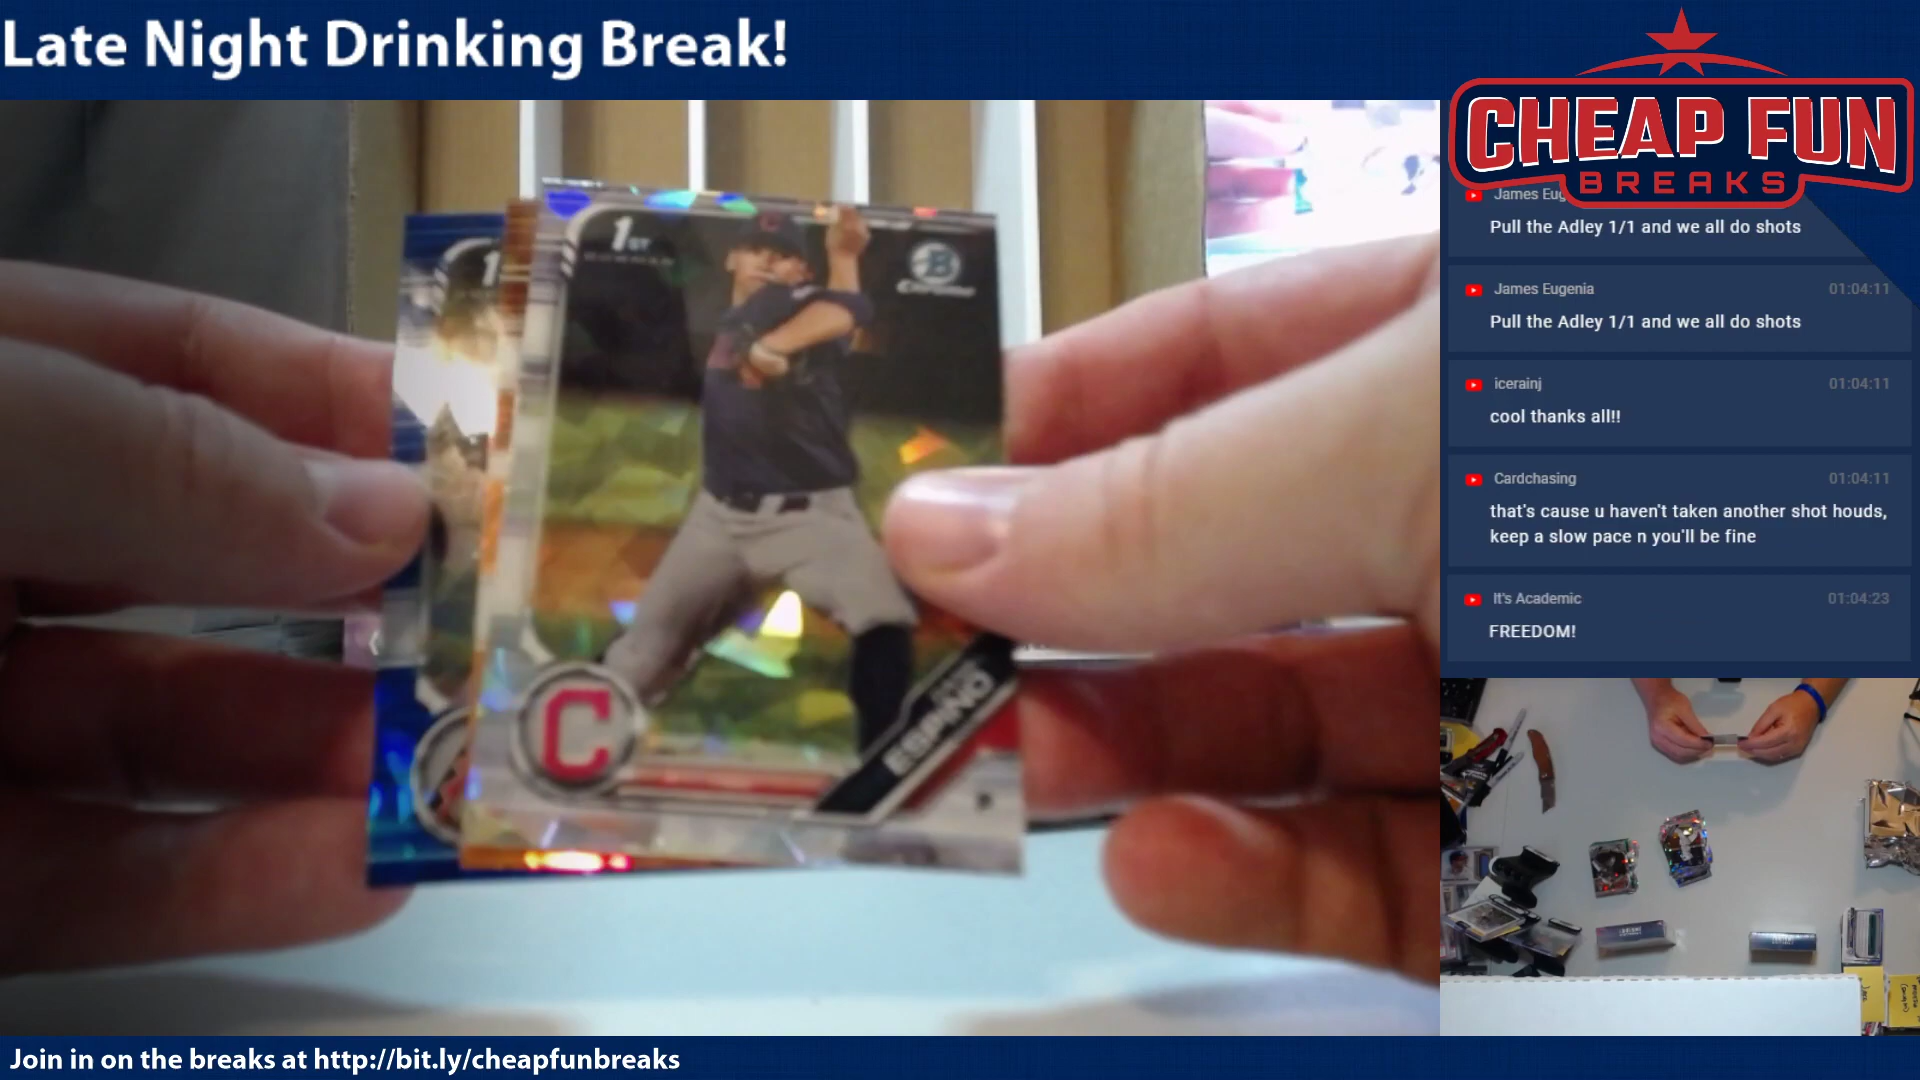 Late Night Drinking Break!
CHEAP FUN
BREAKS
James Eug
Pull the Adley 1/1 and we all do shots
James Eugenia 01:04:11
Pull the Adley 1/1 and we all do shots
icerainj 01:04:11
cool thanks all!!
Cardchasing 01:04:11
that's cause u haven't taken another shot houds,
keep a slow pace n you'll be fine
It's Academic 01:04:23
FREEDOM!
1ST
B
C
ESPINO
P
1
Join in on the breaks at http://bit.ly/cheapfunbreaks